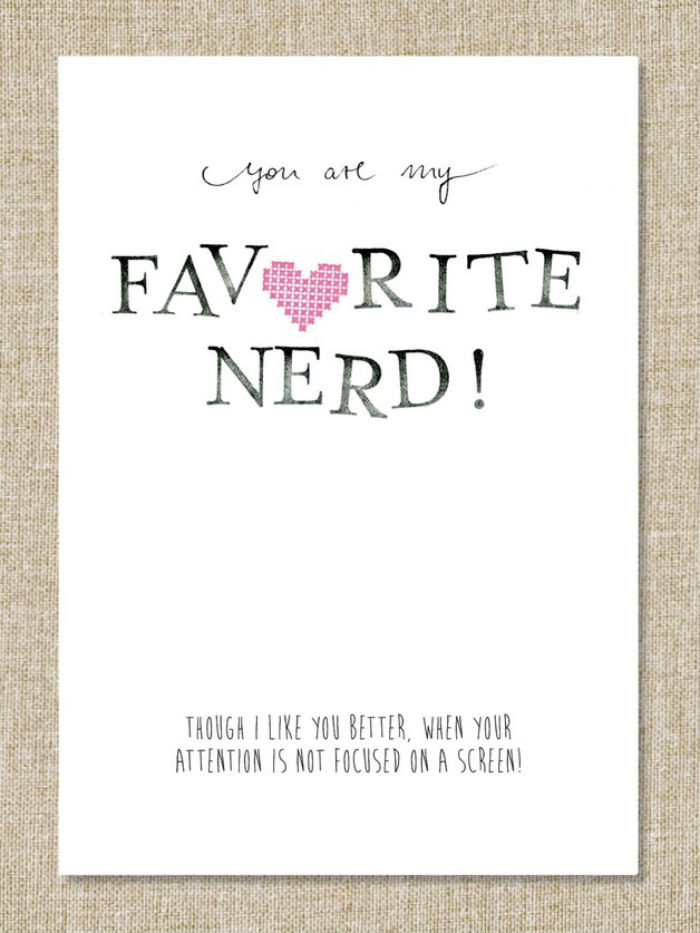 you are my
FAV♥RITE
NERD!
THOUGH I LIKE YOU BETTER, WHEN YOUR
ATTENTION IS NOT FOCUSED ON A SCREEN!